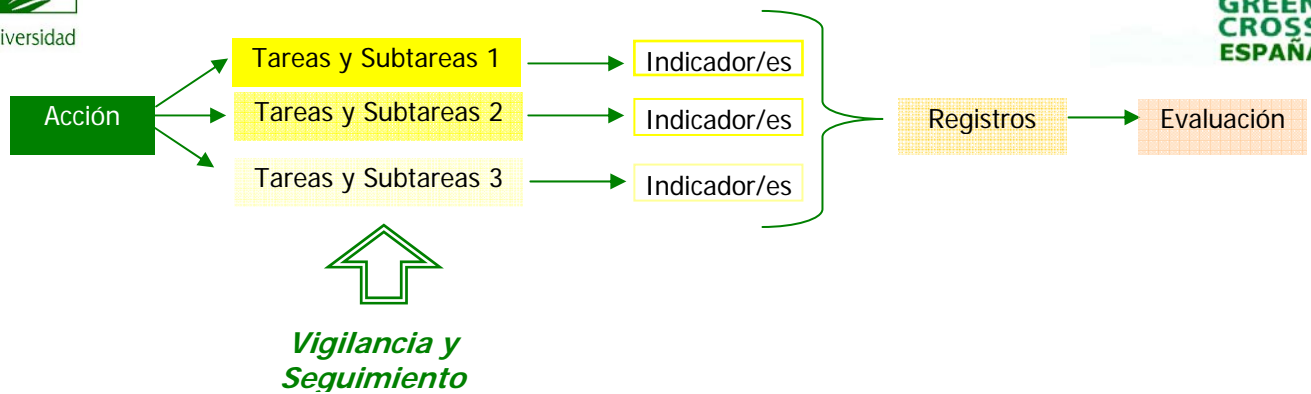 iversidad
GREEN
CROSS
ESPAÑA
Tareas y Subtareas 1
Indicador/es
Acción
Tareas y Subtareas 2
Indicador/es
Registros
Evaluación
Tareas y Subtareas 3
Indicador/es
Vigilancia y
Seguimiento